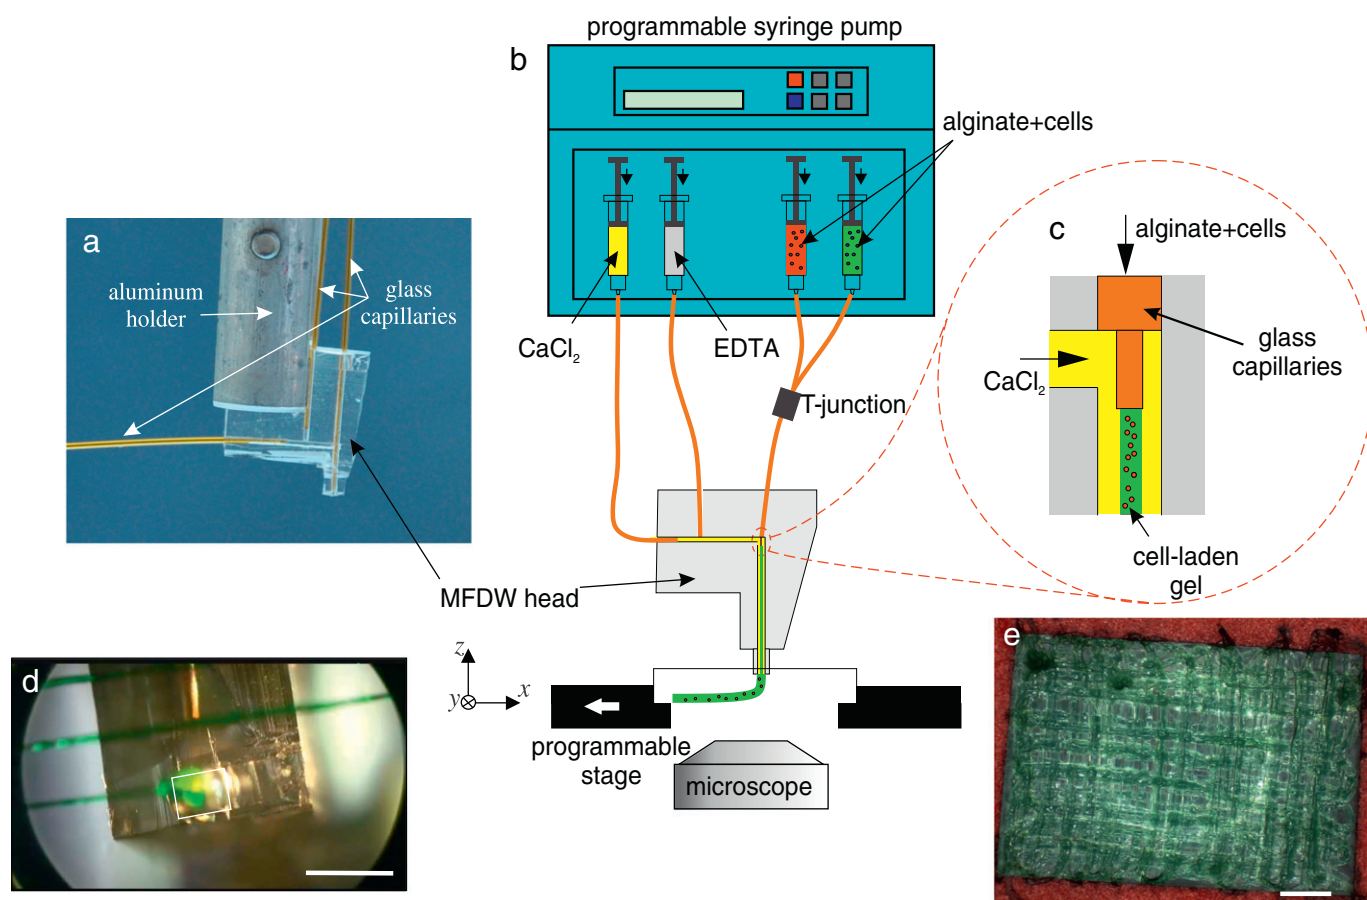 programmable syringe pump
b
alginate+cells
a
aluminum
holder
glass
capillaries
CaCl₂
EDTA
T-junction
c
alginate+cells
glass
capillaries
CaCl₂
cell-laden
gel
MFDW head
d
z
y
x
programmable
stage
microscope
e